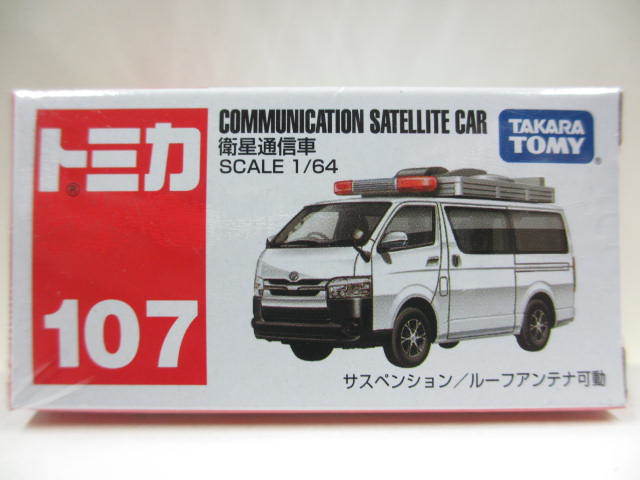 トミカ
®
107
COMMUNICATION SATELLITE CAR
衛星通信車
SCALE 1/64
TAKARA
TOMY
®
サスペンション/ルーフアンテナ可動